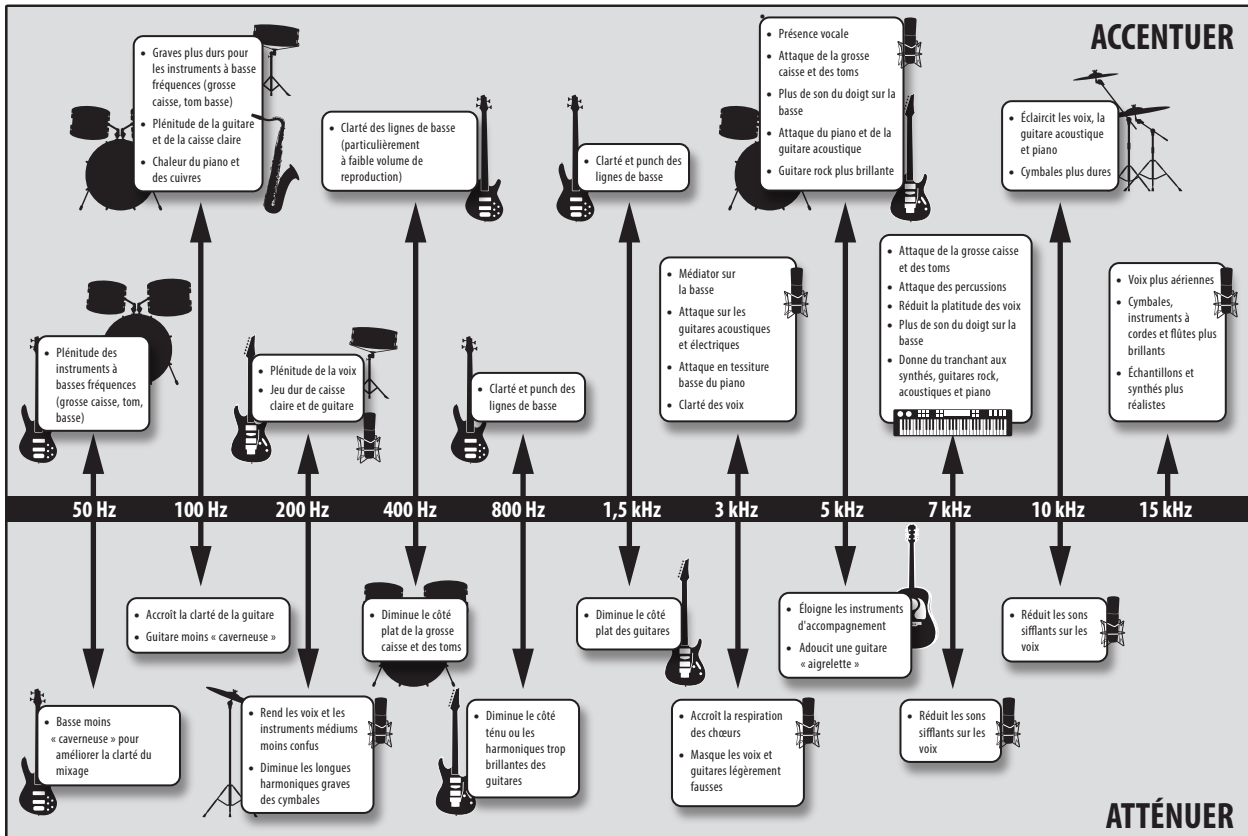 ACCENTUER
• Graves plus durs pour
les instruments à basse
fréquences (grosse
caisse, tom basse)
• Plénitude de la guitare
et de la caisse claire
• Chaleur du piano et
des cuivres
• Clarté des lignes de basse
(particulièrement
à faible volume de
reproduction)
• Clarté et punch des
lignes de basse
• Présence vocale
• Attaque de la grosse
caisse et des toms
• Plus de son du doigt sur la
basse
• Attaque du piano et de la
guitare acoustique
• Guitare rock plus brillante
• Éclaircit les voix, la
guitare acoustique
et piano
• Cymbales plus dures
• Plénitude des
instruments à
basses fréquences
(grosse caisse, tom,
basse)
• Plénitude de la voix
• Jeu dur de caisse
claire et de guitare
• Clarté et punch des
lignes de basse
• Médiator sur
la basse
• Attaque sur les
guitares acoustiques
et électriques
• Attaque en tessiture
basse du piano
• Clarté des voix
• Attaque de la grosse caisse
et des toms
• Attaque des percussions
• Réduit la platitude des voix
• Plus de son du doigt sur la
basse
• Donne du tranchant aux
synthés, guitares rock,
acoustiques et piano
• Voix plus aériennes
• Cymbales,
instruments à
cordes et flûtes plus
brillants
• Échantillons et
synthés plus
réalistes
50 Hz 100 Hz 200 Hz 400 Hz 800 Hz 1,5 kHz 3 kHz 5 kHz 7 kHz 10 kHz 15 kHz
• Accroît la clarté de la guitare
• Guitare moins « caverneuse »
• Diminue le côté
plat de la grosse
caisse et des toms
• Diminue le côté
plat des guitares
• Éloigne les instruments
d'accompagnement
• Adoucit une guitare
« aigrelette »
• Réduit les sons
sifflants sur les
voix
• Basse moins
« caverneuse » pour
améliorer la clarté du
mixage
• Rend les voix et les
instruments médiums
moins confus
• Diminue les longues
harmoniques graves
des cymbales
• Diminue le côté
ténu ou les
harmoniques trop
brillantes des
guitares
• Accroît la respiration
des chœurs
• Masque les voix et
guitares légèrement
fausses
• Réduit les sons
sifflants sur les
voix
ATTÉNUER